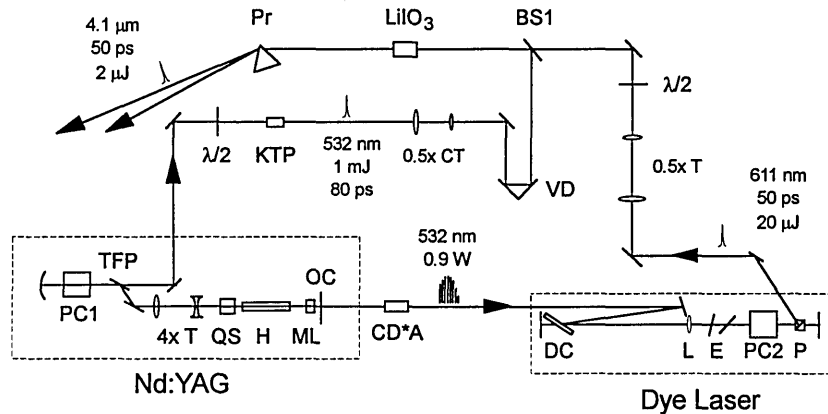 4.1 µm
50 ps
2 µJ
Pr
LiIO₃
BS1
λ/2
λ/2
KTP
532 nm
1 mJ
80 ps
0.5x CT
VD
0.5x T
611 nm
50 ps
20 µJ
TFP
PC1
4x T
QS
H
ML
OC
532 nm
0.9 W
CD*A
DC
L
E
PC2
P
Nd:YAG
Dye Laser